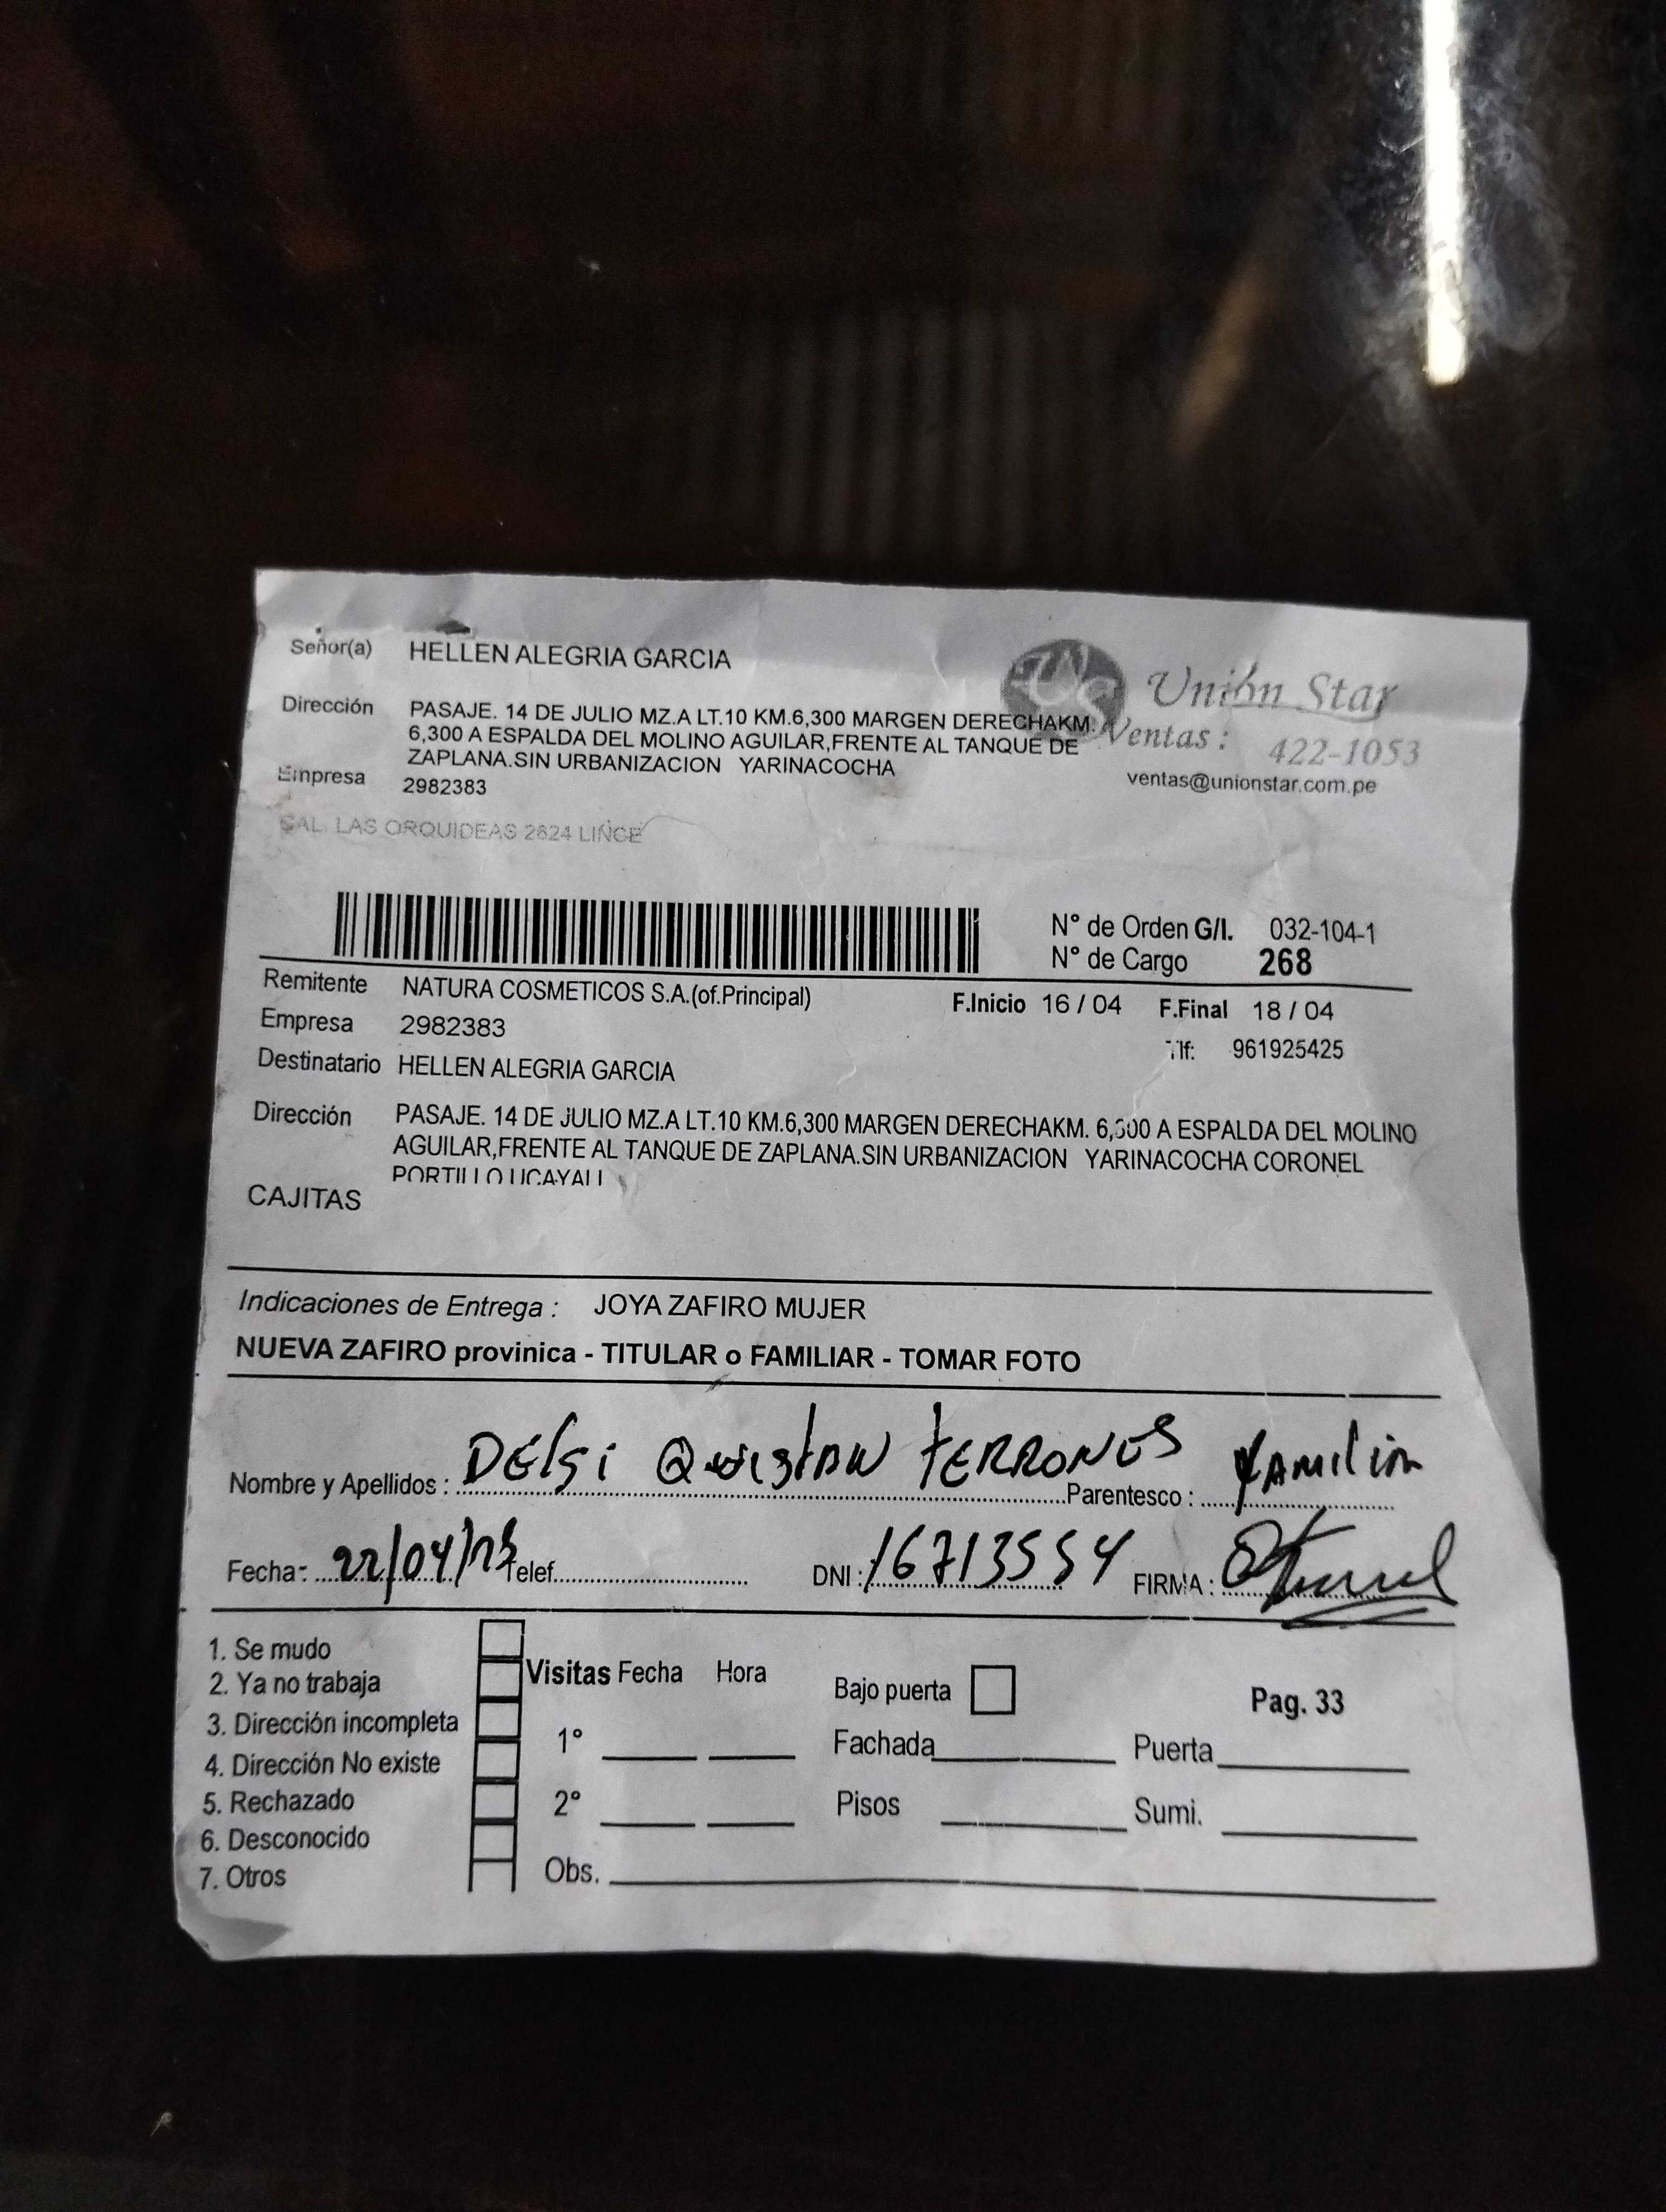 Señor(a) HELLEN ALEGRIA GARCIA
Unión Star
Ventas: 422-1053
ventas@unionstar.com.pe
Dirección PASAJE. 14 DE JULIO MZ.A LT.10 KM.6,300 MARGEN DERECHAKM.
6,300 A ESPALDA DEL MOLINO AGUILAR,FRENTE AL TANQUE DE
ZAPLANA.SIN URBANIZACION YARINACOCHA
Empresa 2982383
CAL. LAS ORQUIDEAS 2624 LINCE
N° de Orden G/I. 032-104-1
N° de Cargo 268
Remitente NATURA COSMETICOS S.A.(of.Principal) F.Inicio 16 / 04 F.Final 18 / 04
Empresa 2982383 Tlf: 961925425
Destinatario HELLEN ALEGRIA GARCIA
Dirección PASAJE. 14 DE JULIO MZ.A LT.10 KM.6,300 MARGEN DERECHAKM. 6,300 A ESPALDA DEL MOLINO
AGUILAR,FRENTE AL TANQUE DE ZAPLANA.SIN URBANIZACION YARINACOCHA CORONEL
PORTILLO UCAYALI
CAJITAS
Indicaciones de Entrega : JOYA ZAFIRO MUJER
NUEVA ZAFIRO provinica - TITULAR o FAMILIAR - TOMAR FOTO
Nombre y Apellidos : DELSI TERRONES Parentesco : FAMILIA
Fecha: 22/04/ Telef. DNI : 16713554 FIRMA :
1. Se mudo
2. Ya no trabaja
3. Dirección incompleta
4. Dirección No existe
5. Rechazado
6. Desconocido
7. Otros
Visitas Fecha Hora
1°
2°
Obs.
Bajo puerta
Pag. 33
Fachada Puerta
Pisos Sumi.